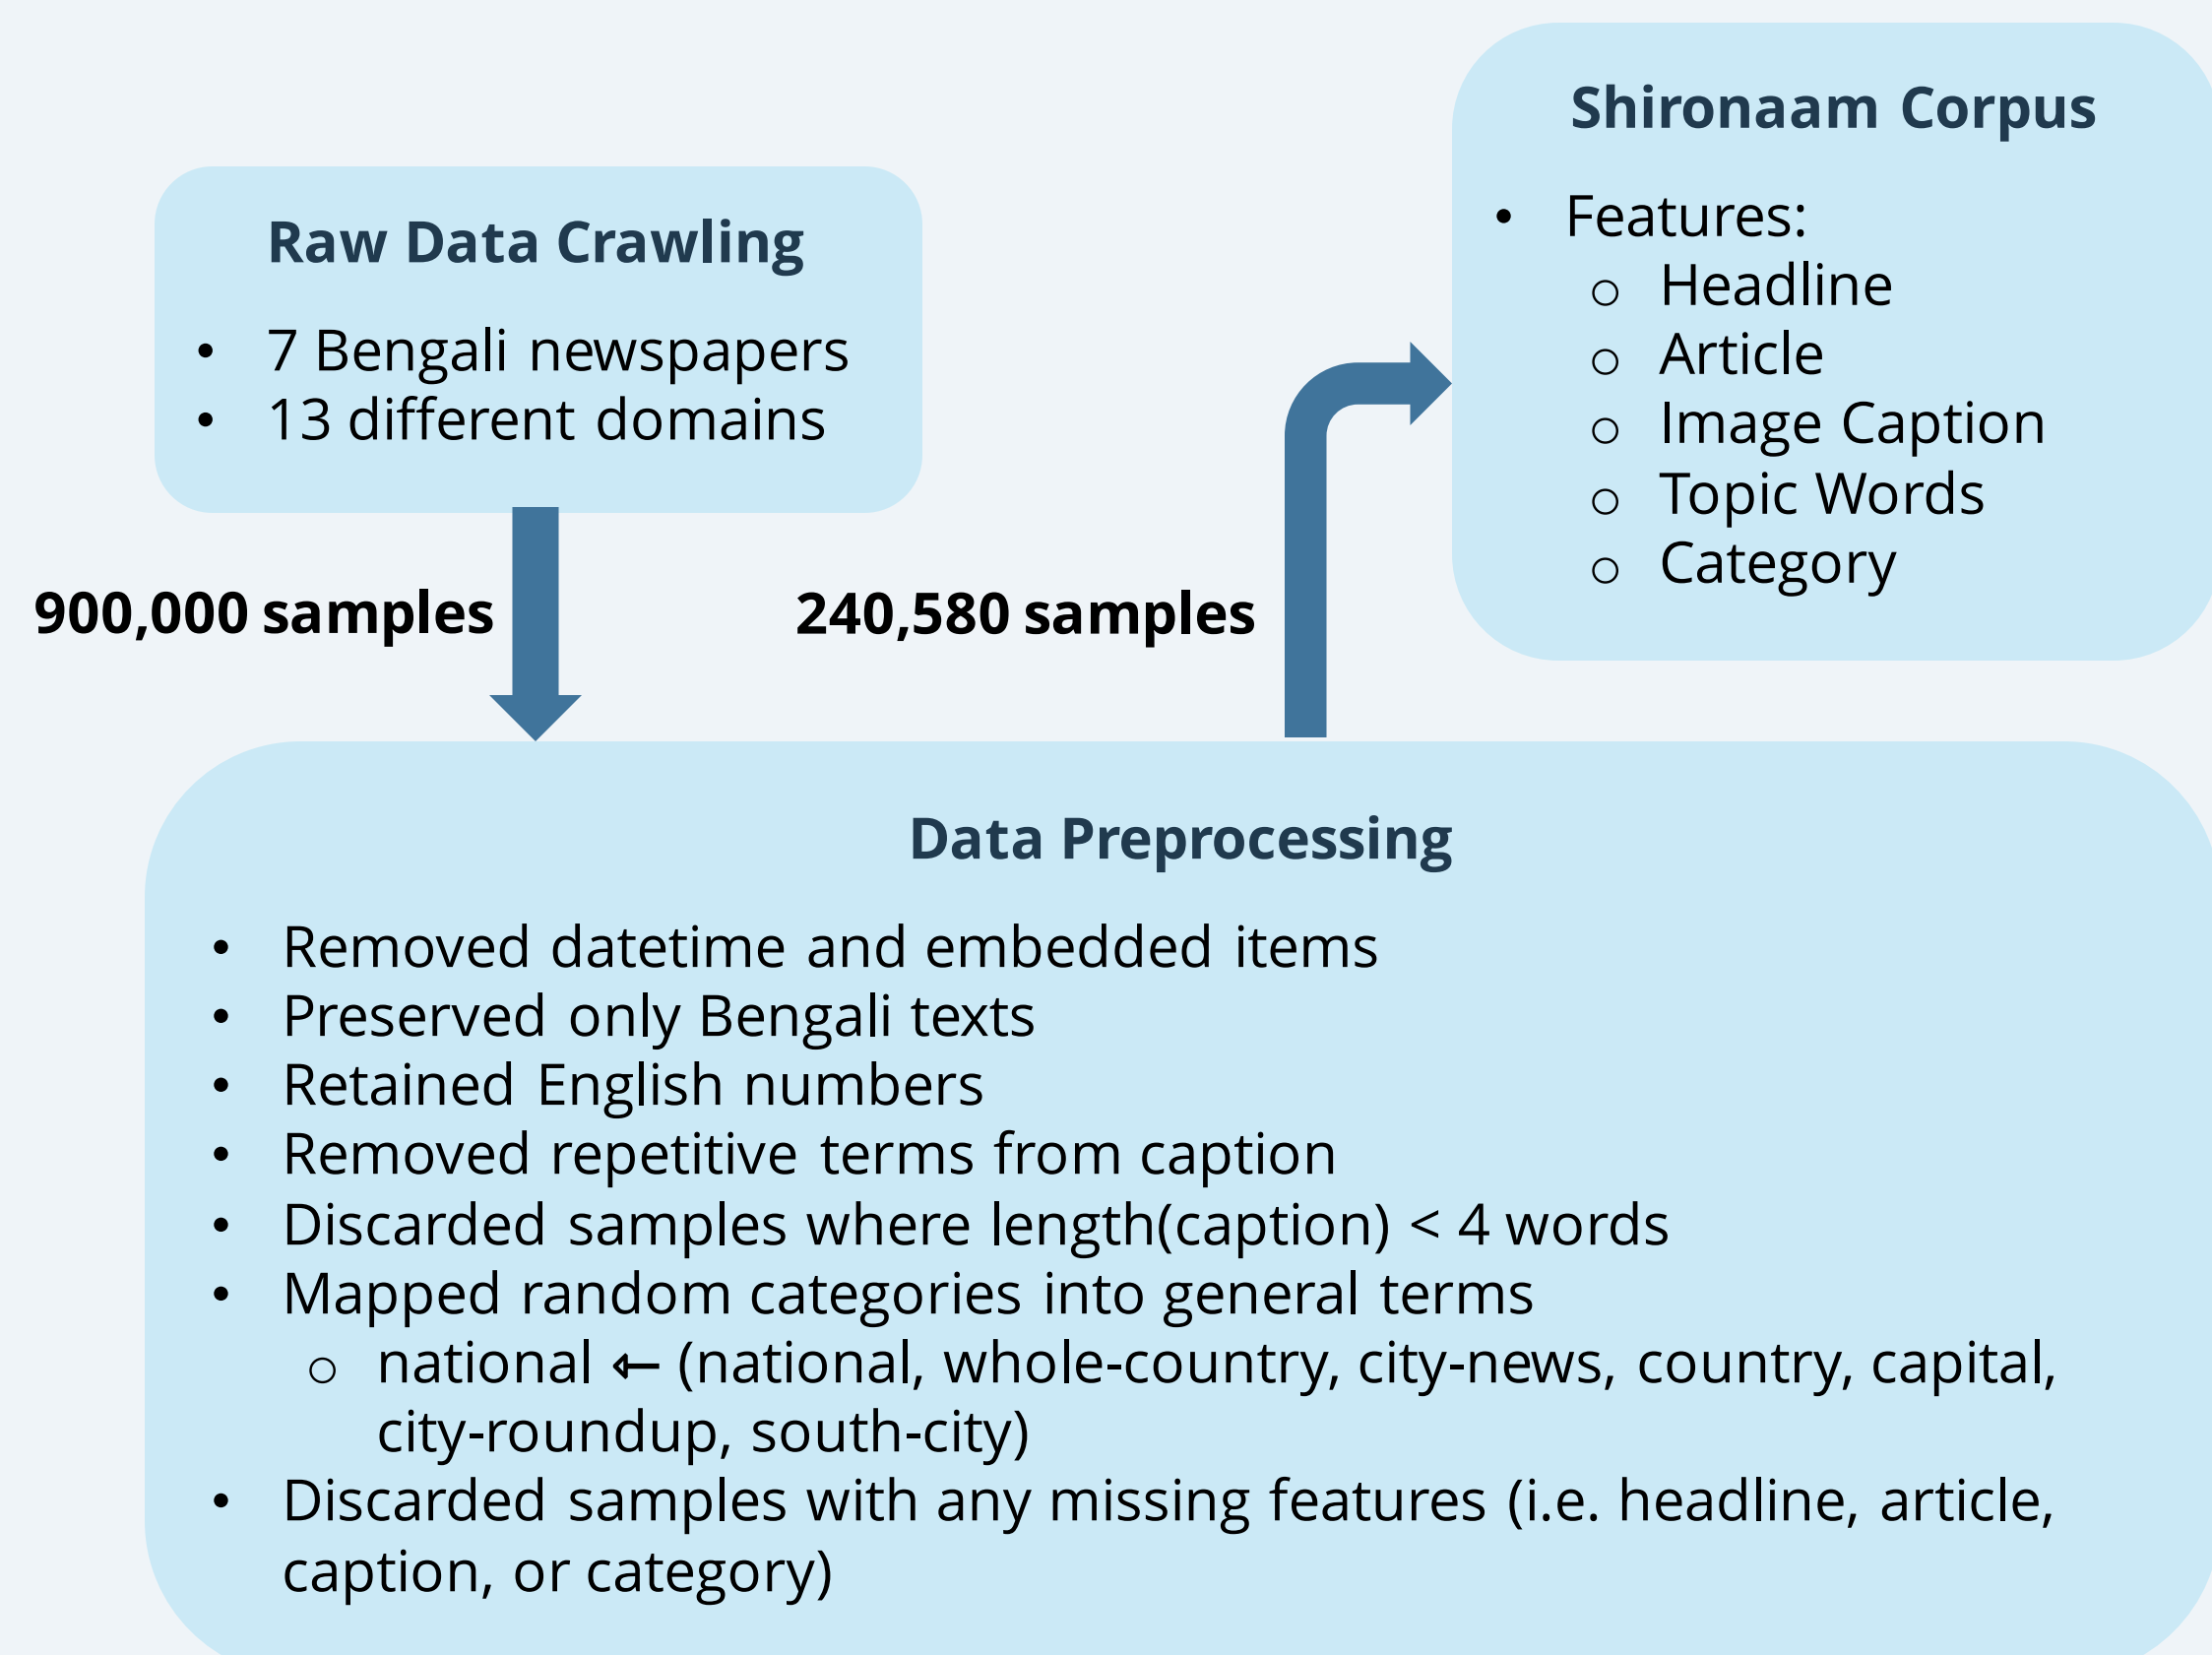 Raw Data Crawling
• 7 Bengali newspapers
• 13 different domains
900,000 samples
Data Preprocessing
• Removed datetime and embedded items
• Preserved only Bengali texts
• Retained English numbers
• Removed repetitive terms from caption
• Discarded samples where length(caption) < 4 words
• Mapped random categories into general terms
○ national ← (national, whole-country, city-news, country, capital,
city-roundup, south-city)
• Discarded samples with any missing features (i.e. headline, article,
caption, or category)
240,580 samples
Shironaam Corpus
• Features:
○ Headline
○ Article
○ Image Caption
○ Topic Words
○ Category